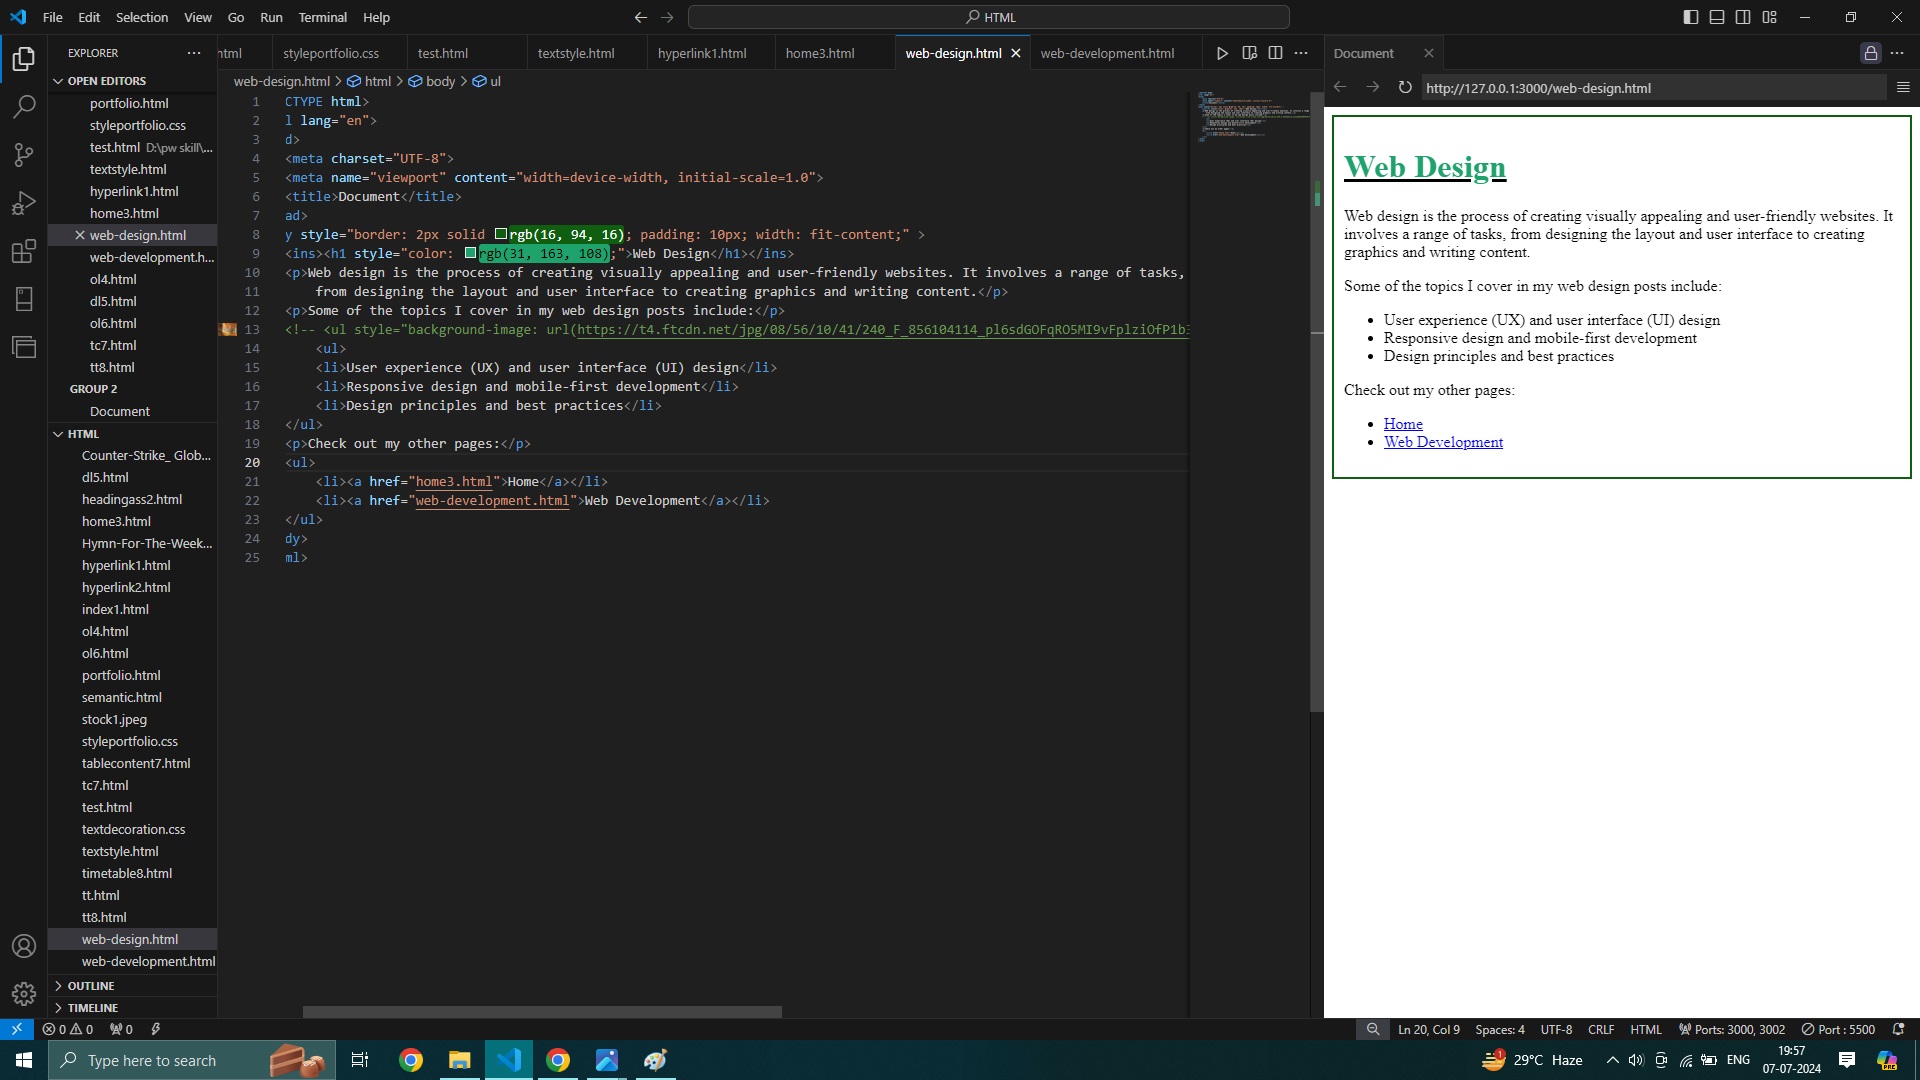 File Edit Selection View Go Run Terminal Help
HTML
EXPLORER
OPEN EDITORS
portfolio.html
styleportfolio.css
test.html D:\pw skill\...
textstyle.html
hyperlink1.html
home3.html
web-design.html
web-development.h...
ol4.html
dl5.html
ol6.html
tc7.html
tt8.html
GROUP 2
Document
HTML
Counter-Strike_ Glob...
dl5.html
headingass2.html
home3.html
Hymn-For-The-Week...
hyperlink1.html
hyperlink2.html
index1.html
ol4.html
ol6.html
portfolio.html
semantic.html
stock1.jpeg
styleportfolio.css
tablecontent7.html
tc7.html
test.html
textdecoration.css
textstyle.html
timetable8.html
tt.html
tt8.html
web-design.html
web-development.html
OUTLINE
TIMELINE
html styleportfolio.css test.html textstyle.html hyperlink1.html home3.html web-design.html web-development.html
web-design.html > html > body > ul
1 CTYPE html>
2 l lang="en">
3 d>
4 <meta charset="UTF-8">
5 <meta name="viewport" content="width=device-width, initial-scale=1.0">
6 <title>Document</title>
7 ad>
8 y style="border: 2px solid rgb(16, 94, 16); padding: 10px; width: fit-content;" >
9 <ins><h1 style="color: rgb(31, 163, 108);">Web Design</h1></ins>
10 <p>Web design is the process of creating visually appealing and user-friendly websites. It involves a range of tasks,
11 from designing the layout and user interface to creating graphics and writing content.</p>
12 <p>Some of the topics I cover in my web design posts include:</p>
13 <!-- <ul style="background-image: url(https://t4.ftcdn.net/jpg/08/56/10/41/240_F_856104114_
14 <ul>
15 <li>User experience (UX) and user interface (UI) design</li>
16 <li>Responsive design and mobile-first development</li>
17 <li>Design principles and best practices</li>
18 </ul>
19 <p>Check out my other pages:</p>
20 <ul>
21 <li><a href="home3.html">Home</a></li>
22 <li><a href="web-development.html">Web Development</a></li>
23 </ul>
24 dy>
25 ml>
Document
http://127.0.0.1:3000/web-design.html
Web Design
Web design is the process of creating visually appealing and user-friendly websites. It
involves a range of tasks, from designing the layout and user interface to creating
graphics and writing content.
Some of the topics I cover in my web design posts include:
• User experience (UX) and user interface (UI) design
• Responsive design and mobile-first development
• Design principles and best practices
Check out my other pages:
• Home
• Web Development
0 0 0 Ln 20, Col 9 Spaces: 4 UTF-8 CRLF HTML Ports: 3000, 3002 Port : 5500
Type here to search
1 29°C Haze ENG
19:57
07-07-2024